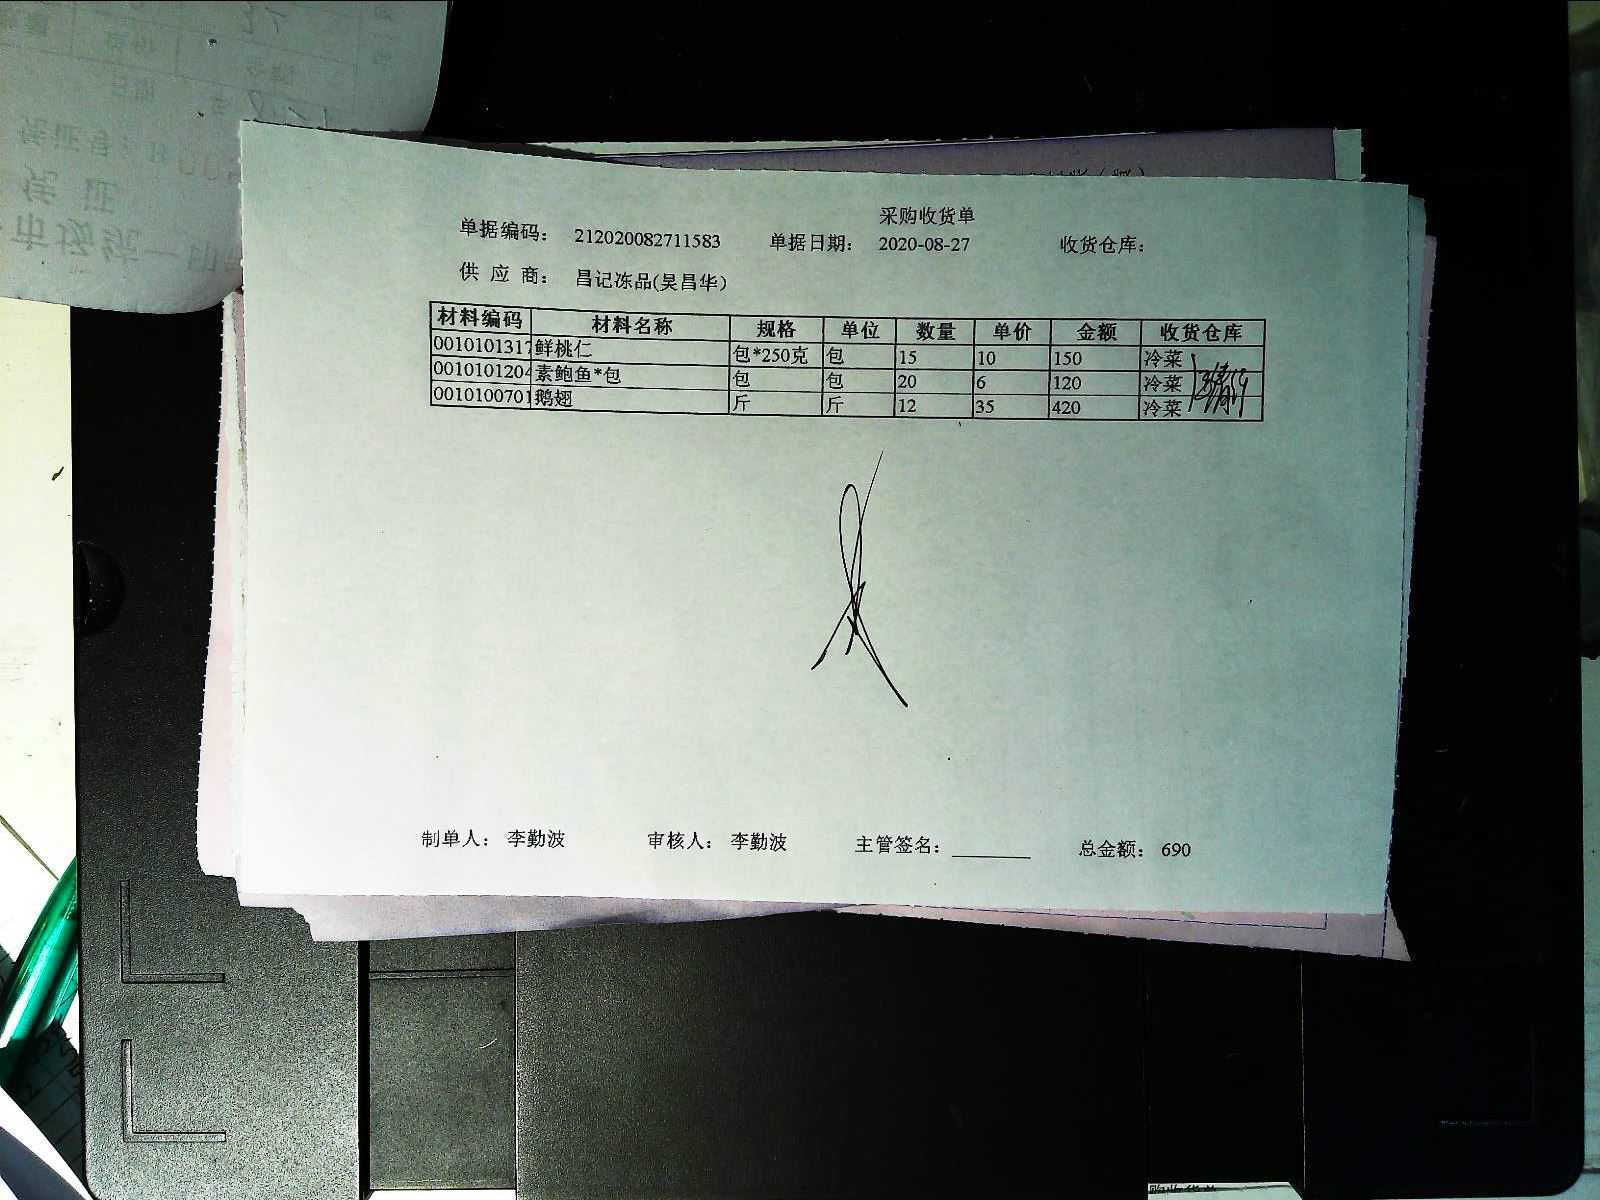 采购收货单
单据编码： 212020082711583 单据日期： 2020-08-27 收货仓库：
供 应 商： 昌记冻品(吴昌华)
材料编码 材料名称 规格 单位 数量 单价 金额 收货仓库
0010101317 鲜桃仁 包*250克 包 15 10 150 冷菜
0010101204 素鲍鱼*包 包 包 20 6 120 冷菜
0010100701 鹅翅 斤 斤 12 35 420 冷菜
制单人： 李勤波 审核人： 李勤波 主管签名： 总金额： 690